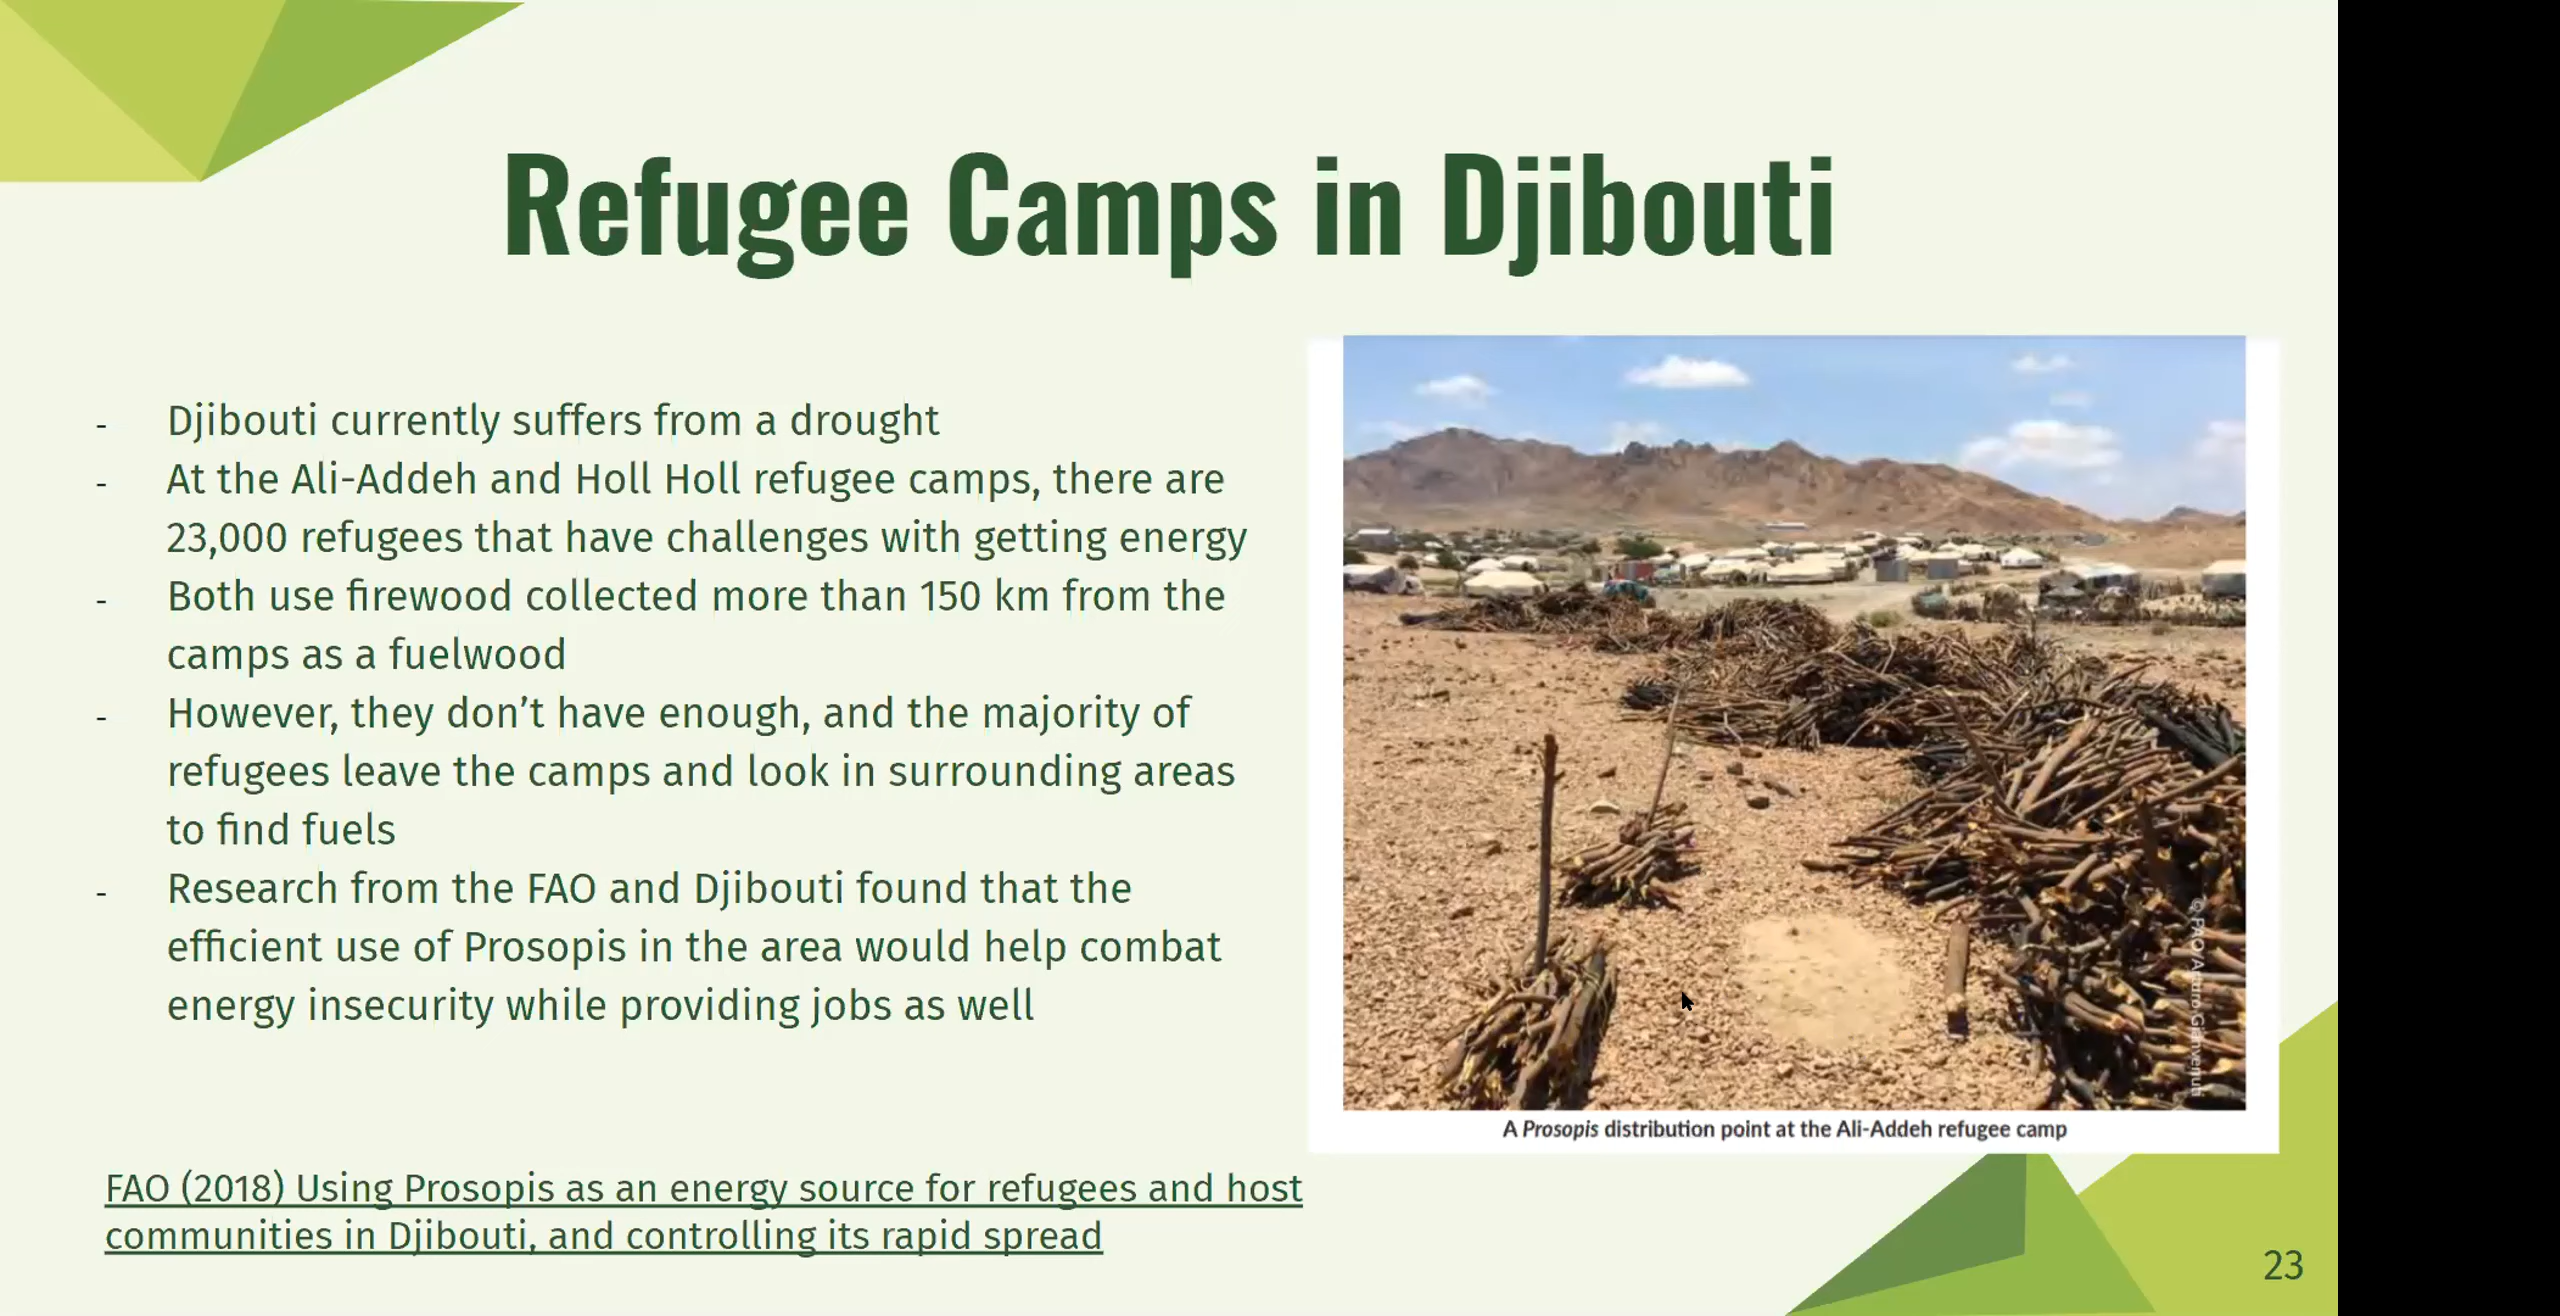 Refugee Camps in Djibouti
- Djibouti currently suffers from a drought
- At the Ali-Addeh and Holl Holl refugee camps, there are
23,000 refugees that have challenges with getting energy
- Both use firewood collected more than 150 km from the
camps as a fuelwood
- However, they don’t have enough, and the majority of
refugees leave the camps and look in surrounding areas
to find fuels
- Research from the FAO and Djibouti found that the
efficient use of Prosopis in the area would help combat
energy insecurity while providing jobs as well
© FAO/
A Prosopis distribution point at the Ali-Addeh refugee camp
FAO (2018) Using Prosopis as an energy source for refugees and host
communities in Djibouti, and controlling its rapid spread
23